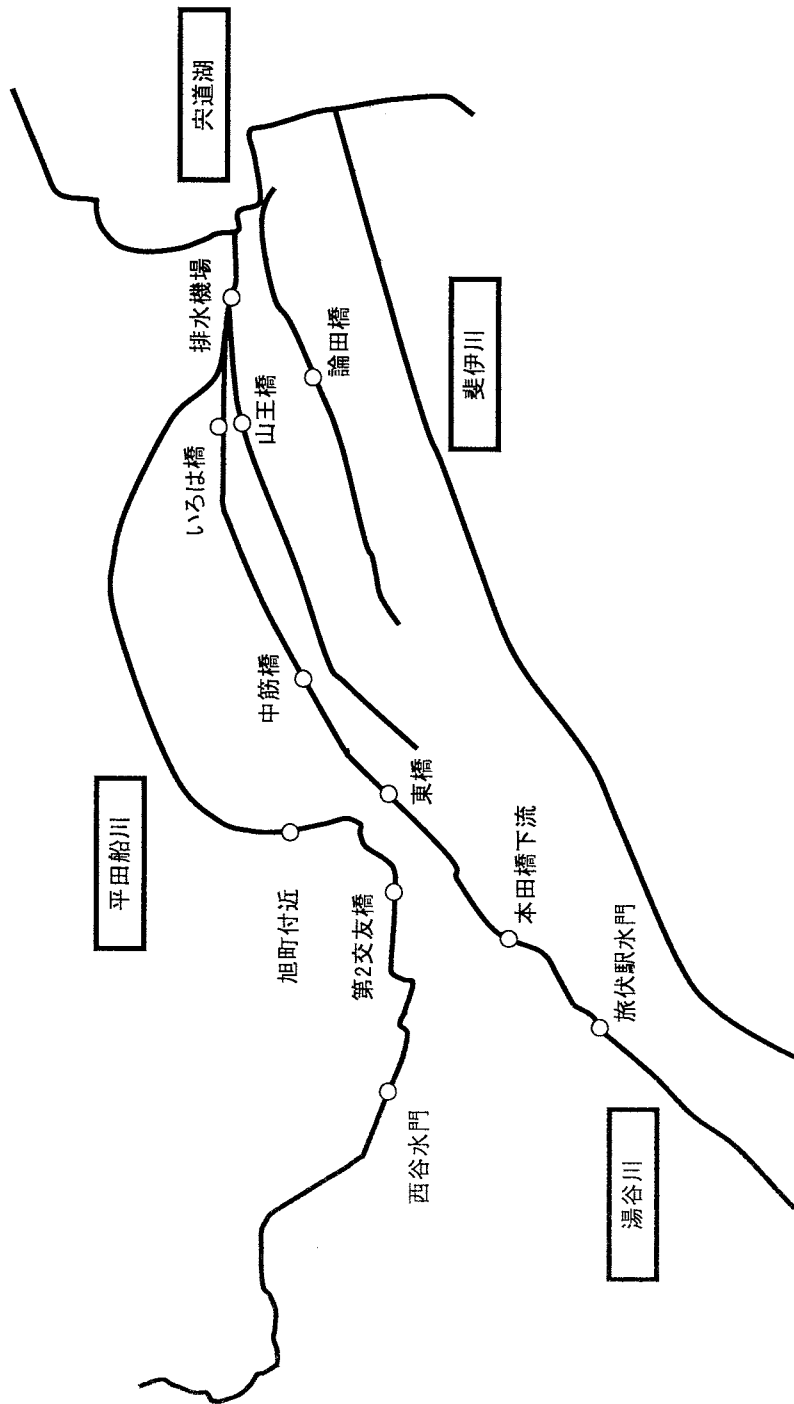 宍道湖
排水機場
論田橋
山王橋
いろは橋
斐伊川
中筋橋
東橋
平田船川
旭町付近
第2交友橋
本田橋下流
旅伏駅水門
西谷水門
湯谷川